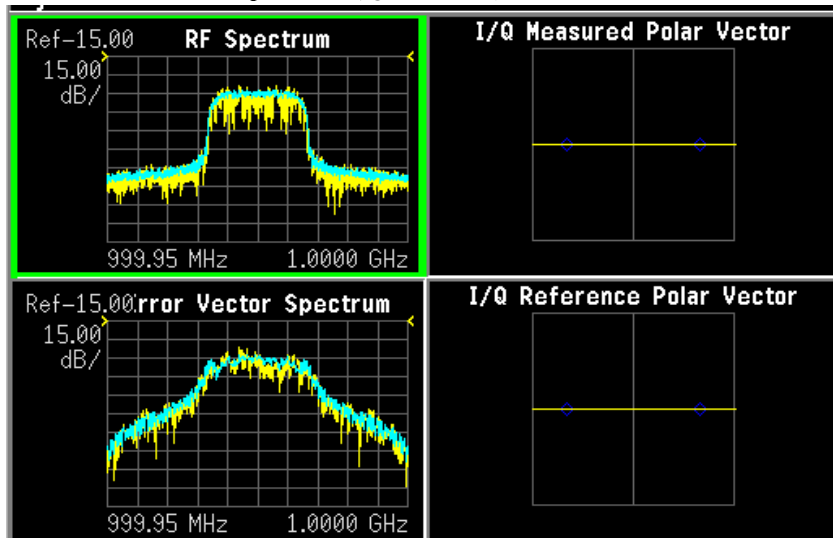 RF Spectrum
Ref-15.00
15.00
dB/
999.95 MHz 1.0000 GHz
I/Q Measured Polar Vector
Ref-15.00 rror Vector Spectrum
15.00
dB/
999.95 MHz 1.0000 GHz
I/Q Reference Polar Vector